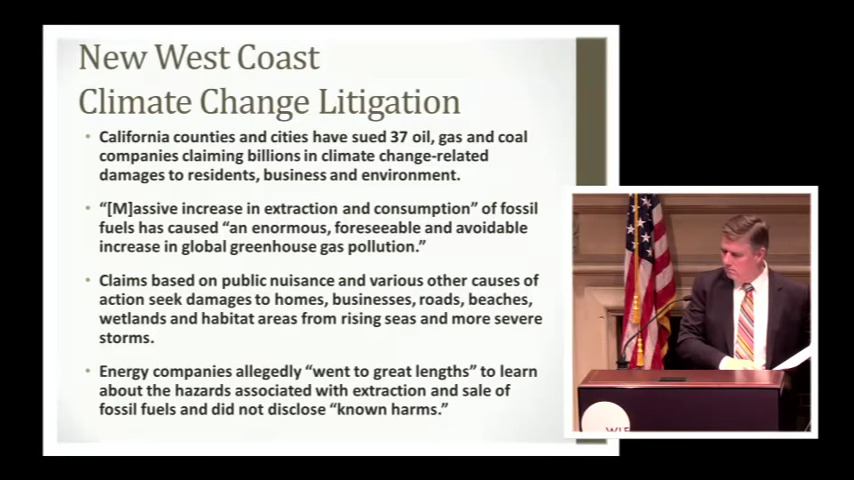 New West Coast
Climate Change Litigation
• California counties and cities have sued 37 oil, gas and coal
companies claiming billions in climate change-related
damages to residents, business and environment.
• “[M]assive increase in extraction and consumption” of fossil
fuels has caused “an enormous, foreseeable and avoidable
increase in global greenhouse gas pollution.”
• Claims based on public nuisance and various other causes of
action seek damages to homes, businesses, roads, beaches,
wetlands and habitat areas from rising seas and more severe
storms.
• Energy companies allegedly “went to great lengths” to learn
about the hazards associated with extraction and sale of
fossil fuels and did not disclose “known harms.”